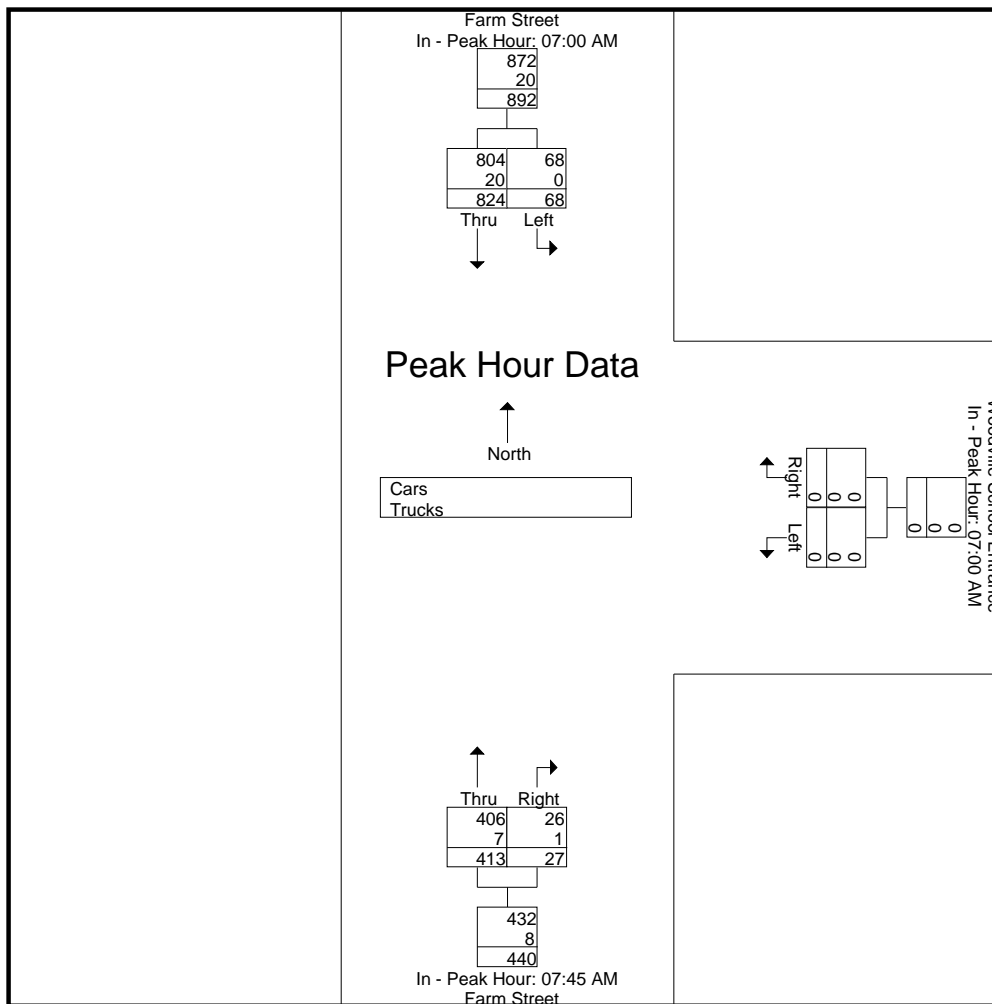 Farm Street
In - Peak Hour: 07:00 AM
872
20
892
804 68
20 0
824 68
Thru Left
Peak Hour Data
North
Cars
Trucks
Right
0 0 0
Left
0 0 0
0 0 0
In - Peak Hour: 07:00 AM
School Entrance
Thru Right
406 26
7 1
413 27
432
8
440
In - Peak Hour: 07:45 AM
Farm Street